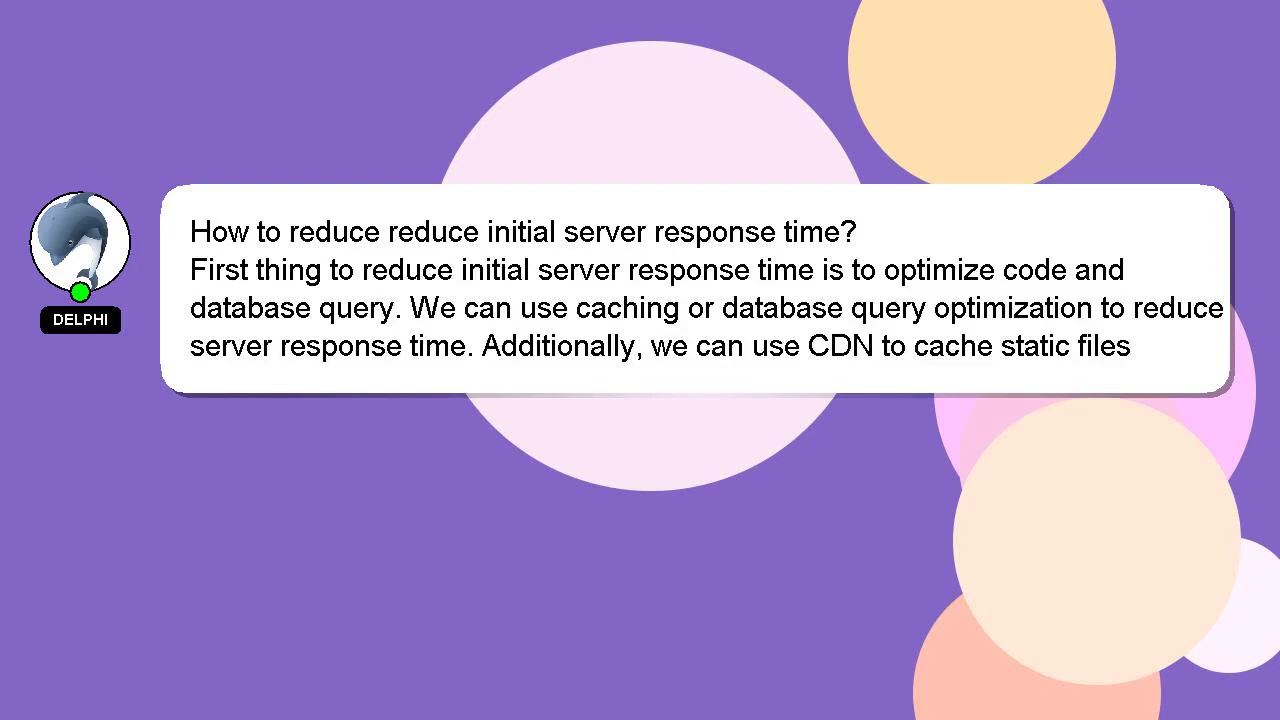 How to reduce reduce initial server response time?
First thing to reduce initial server response time is to optimize code and
database query. We can use caching or database query optimization to reduce
server response time. Additionally, we can use CDN to cache static files
DELPHI